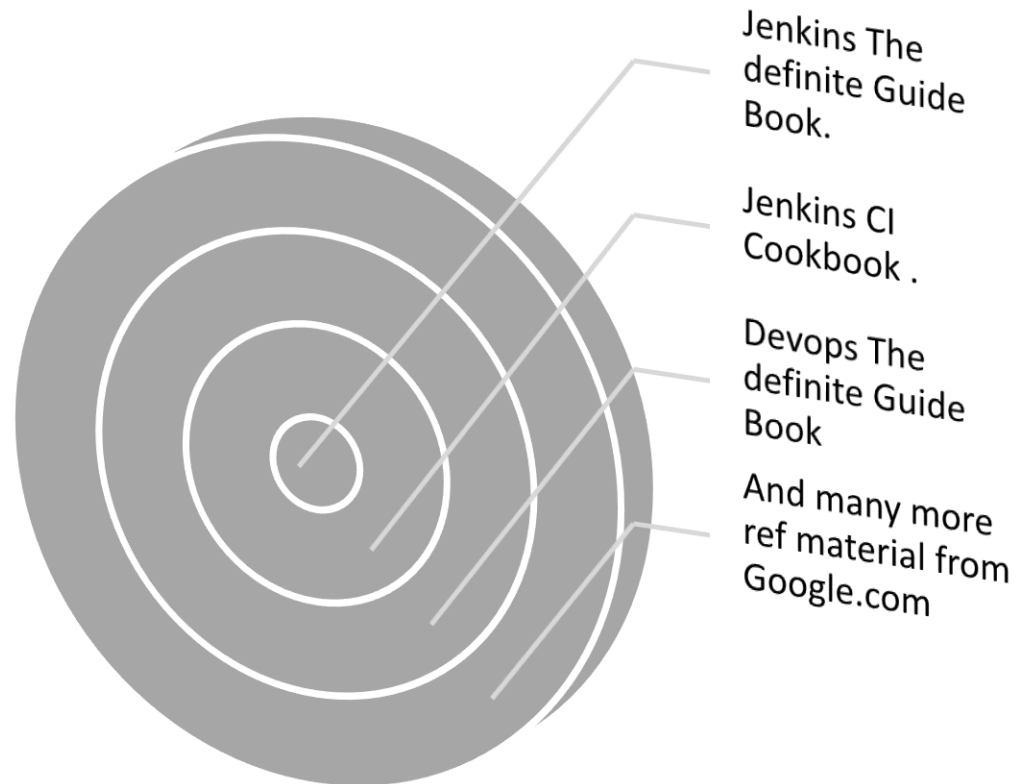 Jenkins The
definite Guide
Book.
Jenkins CI
Cookbook .
Devops The
definite Guide
Book
And many more
ref material from
Google.com